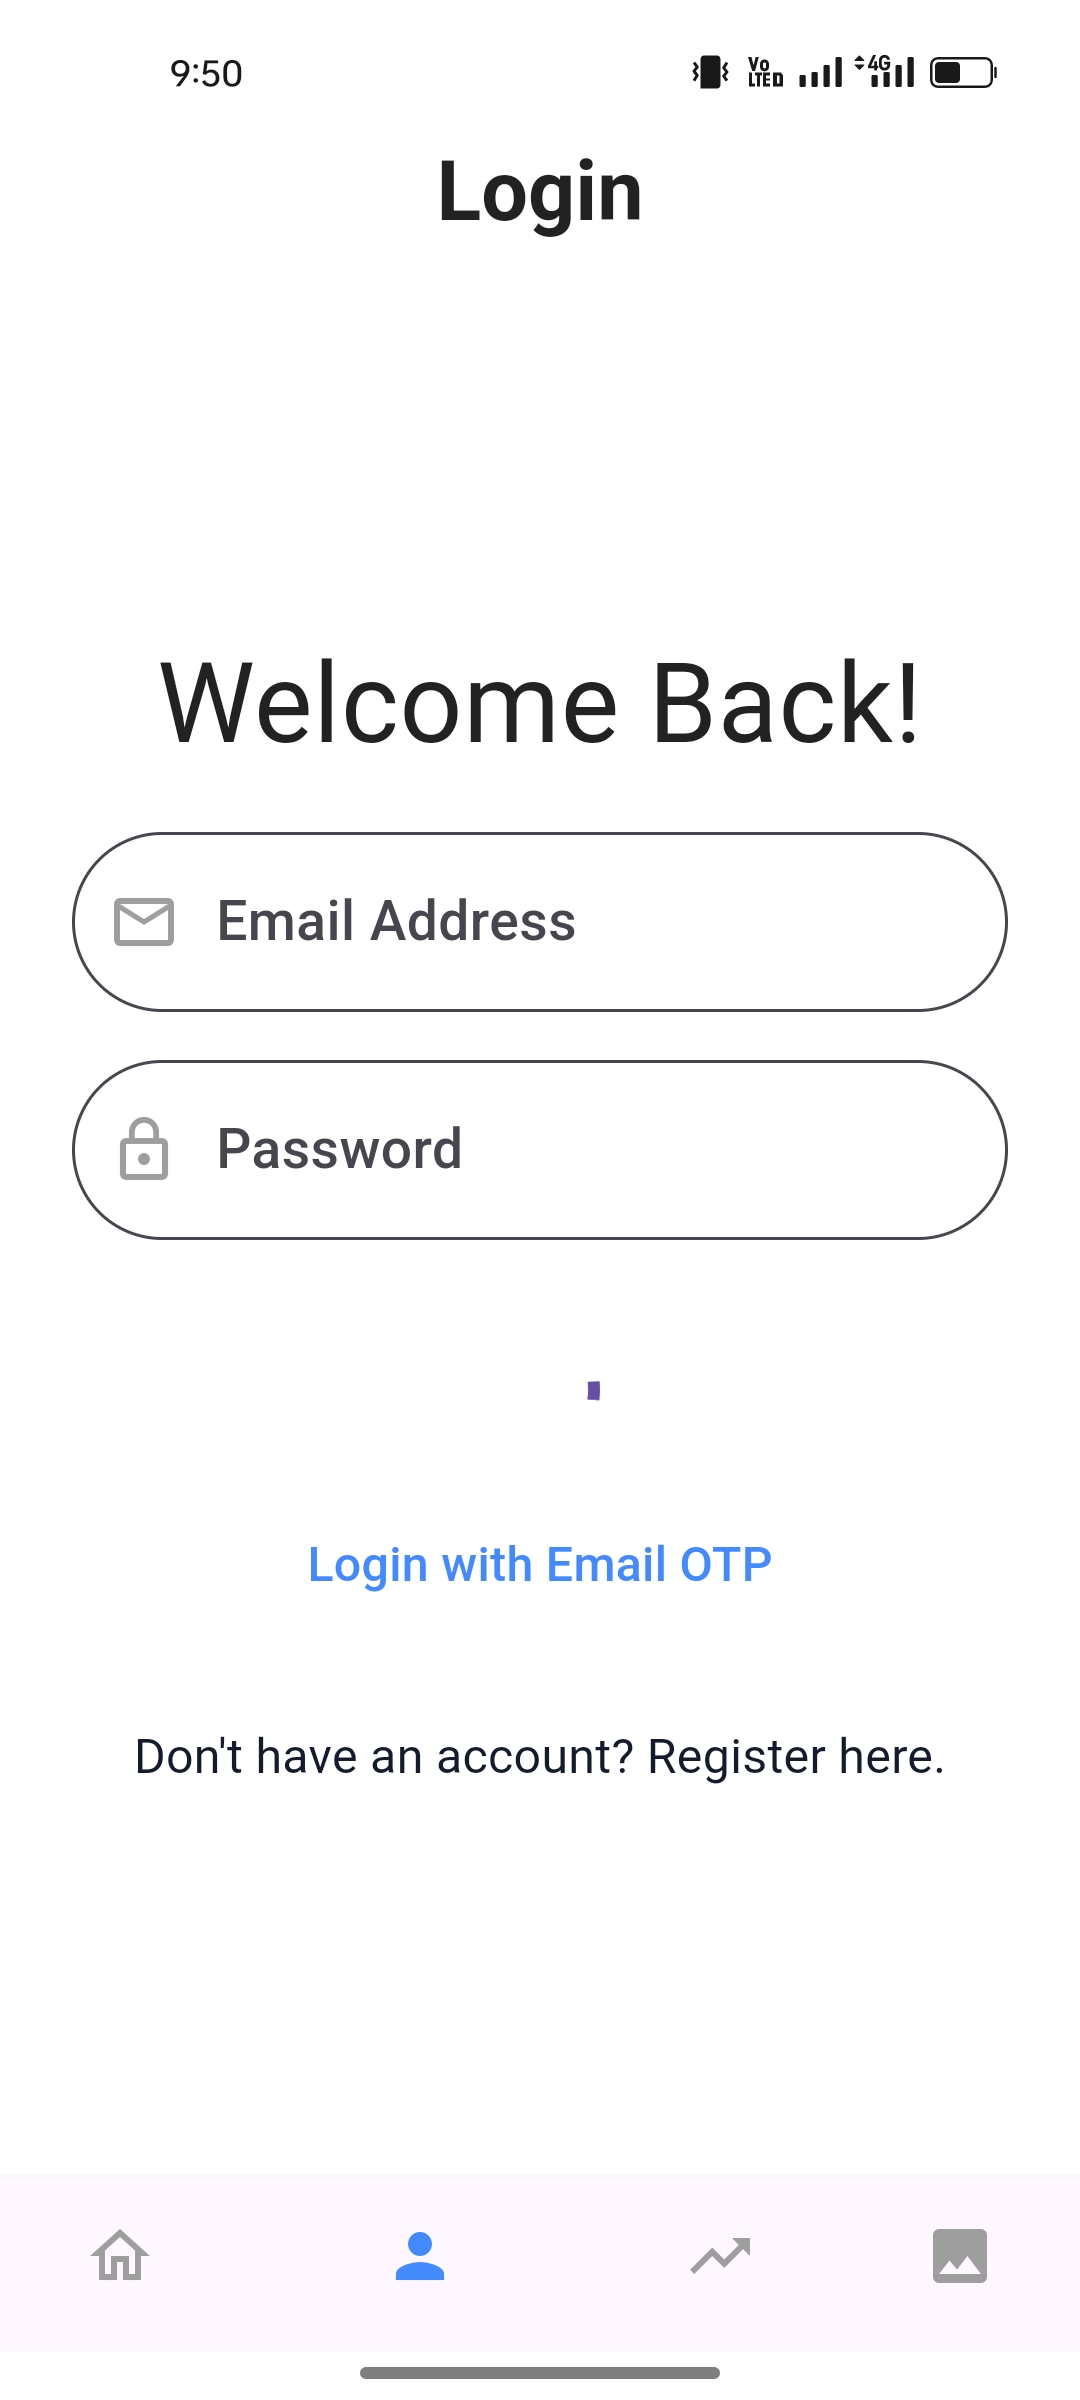 9:50
Vo LTE D 4G
Login
Welcome Back!
Email Address
Password
Login with Email OTP
Don't have an account? Register here.